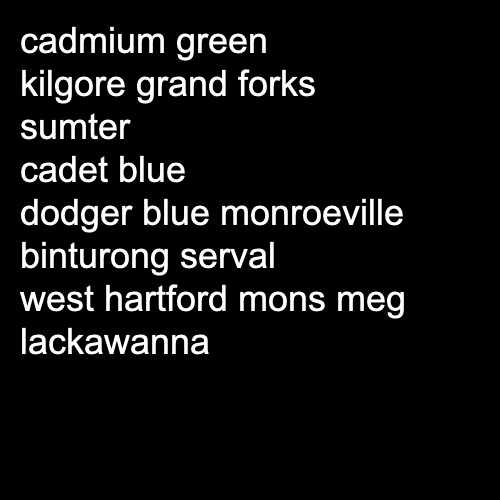 cadmium green
kilgore grand forks
sumter
cadet blue
dodger blue monroeville
binturong serval
west hartford mons meg
lackawanna